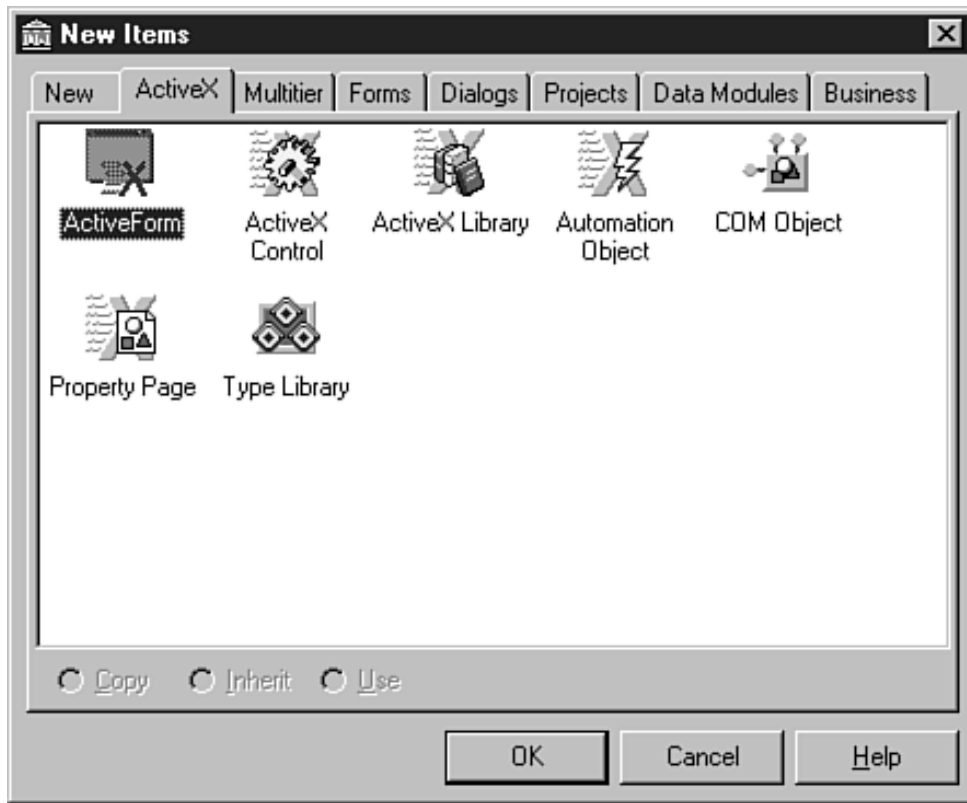 New Items
New ActiveX Multitier Forms Dialogs Projects Data Modules Business
ActiveForm ActiveX Control ActiveX Library Automation Object COM Object
Property Page Type Library
Copy Inherit Use
OK Cancel Help